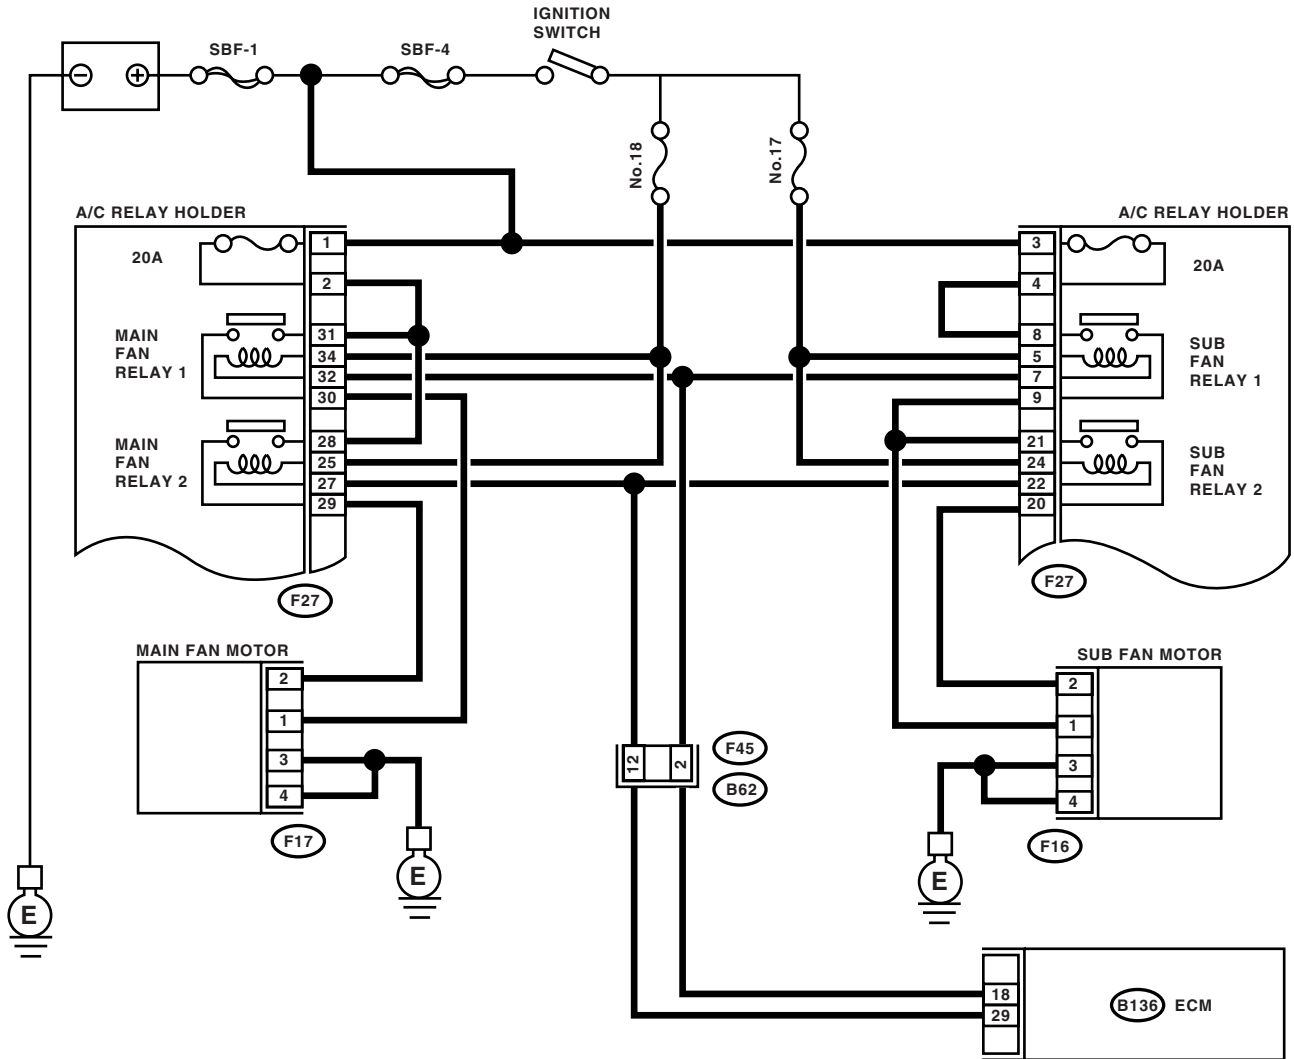 IGNITION
SWITCH
SBF-1
SBF-4
− +
No.18
No.17
A/C RELAY HOLDER
A/C RELAY HOLDER
20A
1
2
MAIN
FAN
RELAY 1
31
34
32
30
MAIN
FAN
RELAY 2
28
25
27
29
F27
3
4
20A
8
5
7
9
SUB
FAN
RELAY 1
21
24
22
20
SUB
FAN
RELAY 2
F27
MAIN FAN MOTOR
2
1
3
4
F17
E
E
12
2
F45
B62
SUB FAN MOTOR
2
1
3
4
F16
E
18
29
B136 ECM